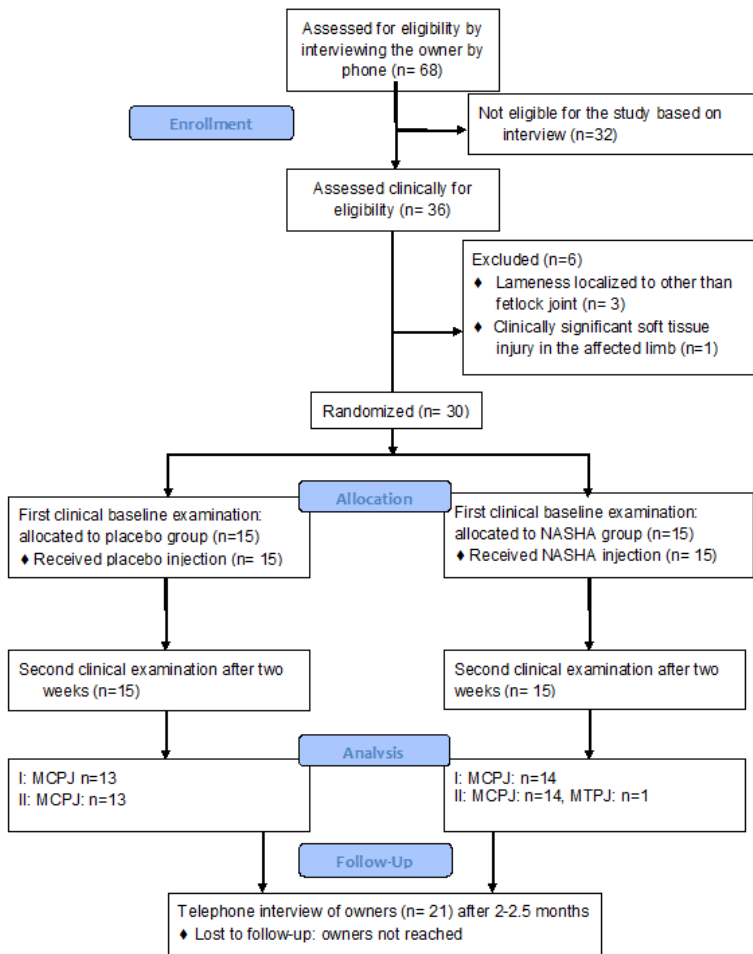 Assessed for eligibility by
interviewing the owner by
phone (n= 68)
Enrollment
Not eligible for the study based on
interview (n=32)
Assessed clinically for
eligibility (n= 36)
Excluded (n=6)
♦ Lameness localized to other than
fetlock joint (n= 3)
♦ Clinically significant soft tissue
injury in the affected limb (n=1)
Randomized (n= 30)
Allocation
First clinical baseline examination:
allocated to placebo group (n=15)
♦ Received placebo injection (n= 15)
First clinical baseline examination:
allocated to NASHA group (n=15)
♦ Received NASHA injection (n= 15)
Second clinical examination after two
weeks (n=15)
Second clinical examination after two
weeks (n= 15)
Analysis
I: MCPJ n=13
II: MCPJ: n=13
I: MCPJ: n=14
II: MCPJ: n=14, MTPJ: n=1
Follow-Up
Telephone interview of owners (n= 21) after 2-2.5 months
♦ Lost to follow-up: owners not reached